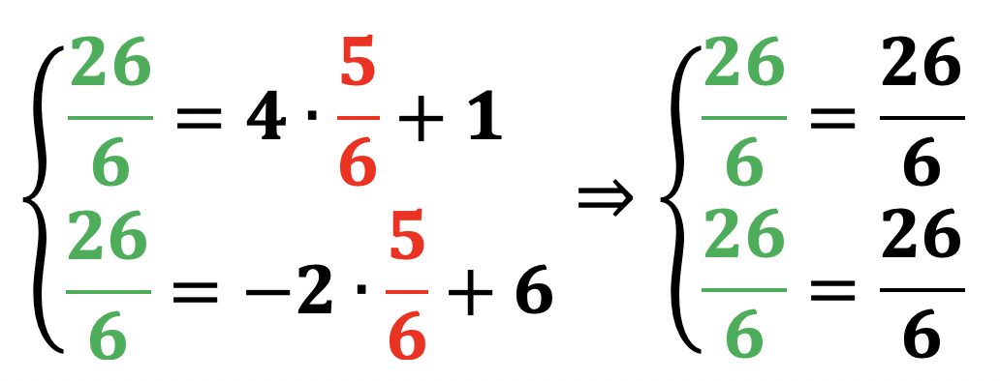 26/6 = 4 · 5/6 + 1 ⇒ 26/6 = 26/6
26/6 = −2 · 5/6 + 6 26/6 = 26/6